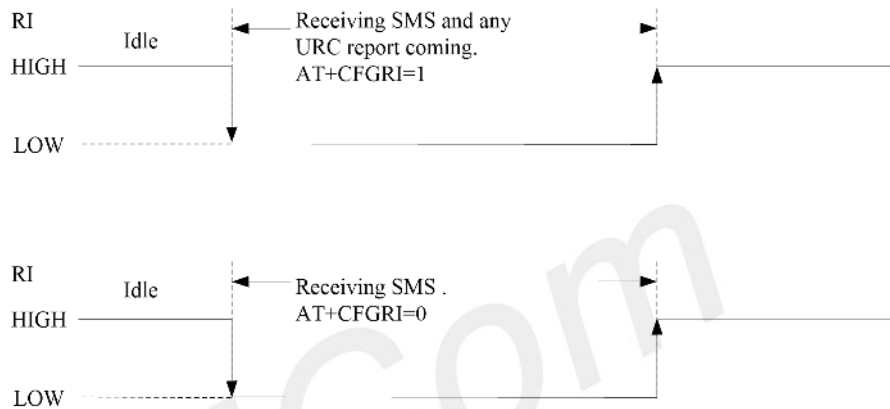 RI
Idle
Receiving SMS and any
URC report coming.
AT+CFGRI=1
HIGH
LOW
RI
Idle
Receiving SMS .
AT+CFGRI=0
HIGH
LOW
Com